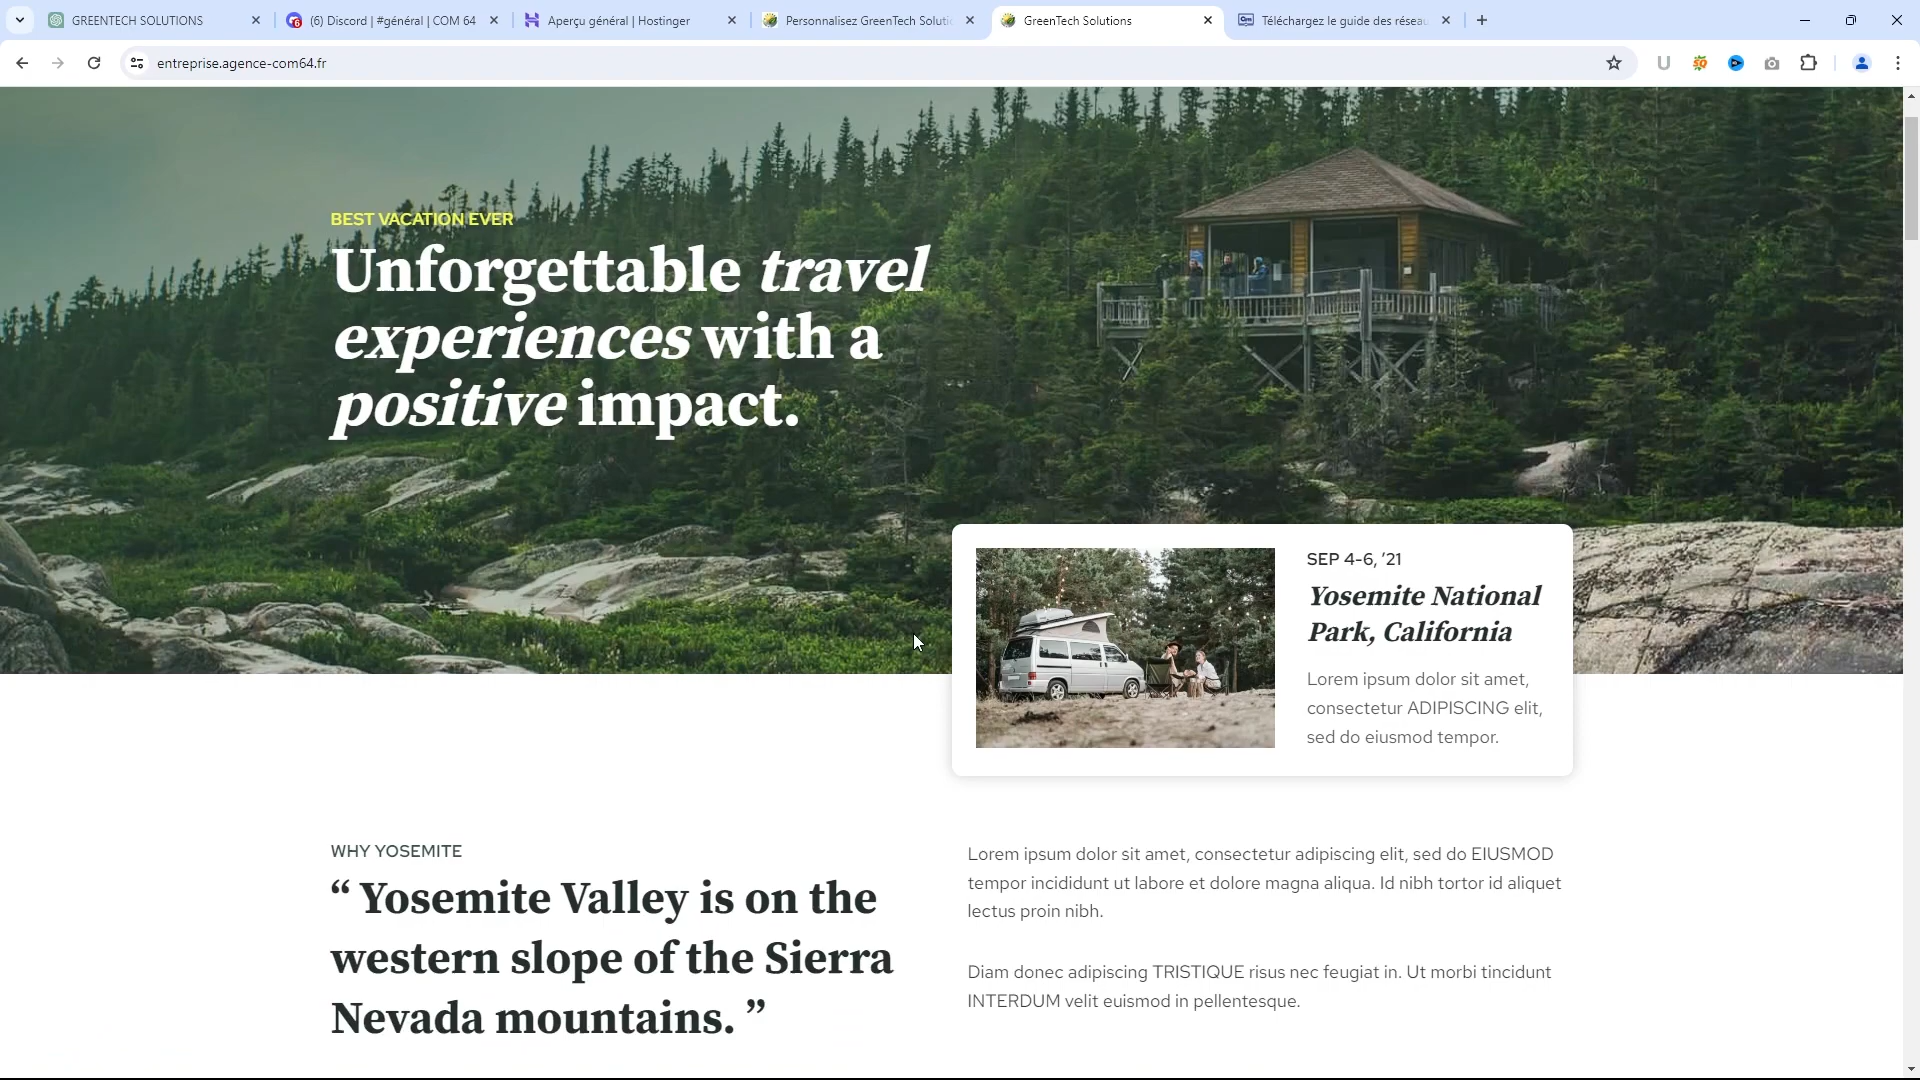 GREENTECH SOLUTIONS
(6) Discord | #général | COM 64
Aperçu général | Hostinger
Personnalisez GreenTech Soluti
GreenTech Solutions
Téléchargez le guide des réseau
entreprise.agence-com64.fr
BEST VACATION EVER
Unforgettable travel
experiences with a
positive impact.
SEP 4-6, ’21
Yosemite National
Park, California
Lorem ipsum dolor sit amet,
consectetur ADIPISCING elit,
sed do eiusmod tempor.
WHY YOSEMITE
“ Yosemite Valley is on the
western slope of the Sierra
Nevada mountains. ”
Lorem ipsum dolor sit amet, consectetur adipiscing elit, sed do EIUSMOD
tempor incididunt ut labore et dolore magna aliqua. Id nibh tortor id aliquet
lectus proin nibh.
Diam donec adipiscing TRISTIQUE risus nec feugiat in. Ut morbi tincidunt
INTERDUM velit euismod in pellentesque.